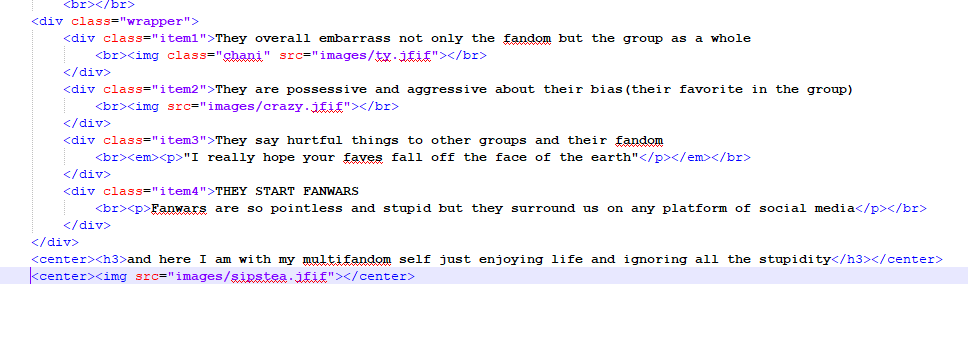 <br></br>
<div class="wrapper">
<div class="item1">They overall embarrass not only the fandom but the group as a whole
<br><img class="chani" src="images/ty.jfif"></br>
</div>
<div class="item2">They are possessive and aggressive about their bias(their favorite in the group)
<br><img src="images/crazy.jfif"></br>
</div>
<div class="item3">They say hurtful things to other groups and their fandom
<br><em><p>"I really hope your faves fall off the face of the earth"</p></em></br>
</div>
<div class="item4">THEY START FANWARS
<br><p>Fanwars are so pointless and stupid but they surround us on any platform of social media</p></br>
</div>
</div>
<center><h3>and here I am with my multifandom self just enjoying life and ignoring all the stupidity</h3></center>
<center><img src="images/sipstea.jfif"></center>